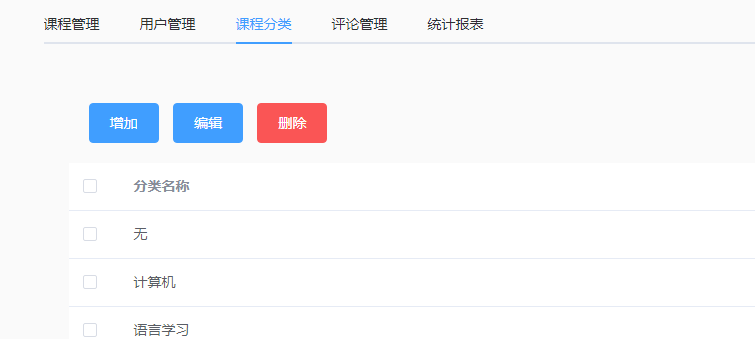 课程管理 用户管理 课程分类 评论管理 统计报表
增加 编辑 删除
分类名称
无
计算机
语言学习